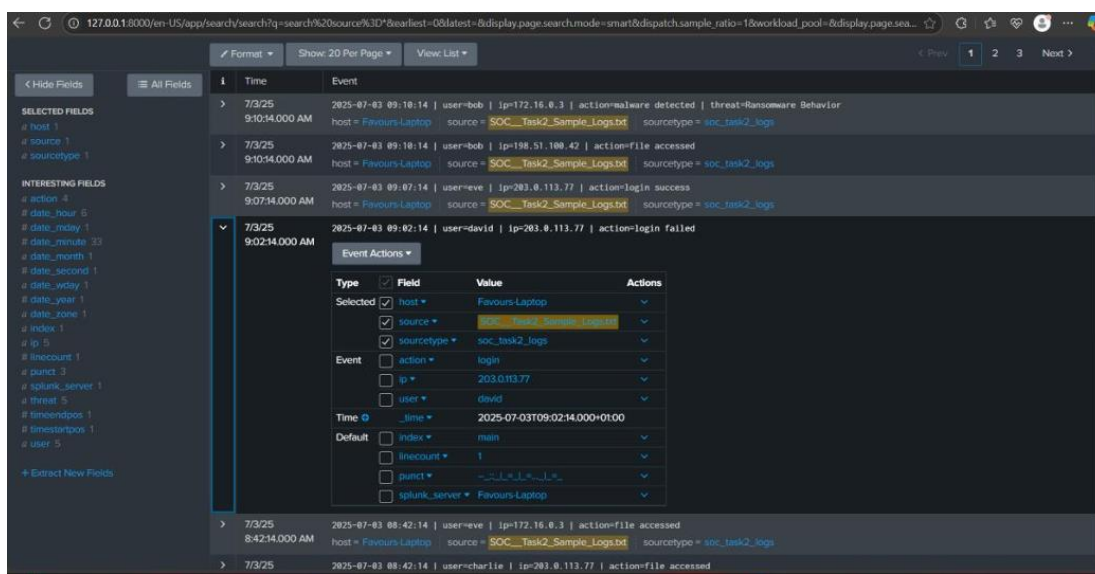 127.0.0.1:8000/en-US/app/search/search?q=search%20source%3D*&earliest=0&latest=&display.page.search.mode=smart&dispatch.sample_ratio=1&workload_pool=&display.page.sea...
Format Show: 20 Per Page View: List < Prev 1 2 3 Next >
< Hide Fields All Fields i Time Event
SELECTED FIELDS
a host 1
a source 1
a sourcetype 1
INTERESTING FIELDS
a action 4
# date_hour 6
# date_mday 1
# date_minute 33
a date_month 1
# date_second 1
a date_wday 1
# date_year 1
a date_zone 1
a index 1
a ip 5
# linecount 1
a punct 3
a splunk_server 1
a threat 5
# timeendpos 1
# timestartpos 1
a user 5
+ Extract New Fields
> 7/3/25 2025-07-03 09:10:14 | user=bob | ip=172.16.0.3 | action=malware detected | threat=Ransomware Behavior
9:10:14.000 AM host = Favours-Laptop source = SOC__Task2_Sample_Logs.txt sourcetype = soc_task2_logs
> 7/3/25 2025-07-03 09:10:14 | user=bob | ip=198.51.100.42 | action=file accessed
9:10:14.000 AM host = Favours-Laptop source = SOC__Task2_Sample_Logs.txt sourcetype = soc_task2_logs
> 7/3/25 2025-07-03 09:07:14 | user=eve | ip=203.0.113.77 | action=login success
9:07:14.000 AM host = Favours-Laptop source = SOC__Task2_Sample_Logs.txt sourcetype = soc_task2_logs
7/3/25 2025-07-03 09:02:14 | user=david | ip=203.0.113.77 | action=login failed
9:02:14.000 AM
Event Actions
Type Field Value Actions
Selected host Favours-Laptop
source SOC__Task2_Sample_Logs.txt
sourcetype soc_task2_logs
Event action login
ip 203.0.113.77
user david
Time _time 2025-07-03T09:02:14.000+01:00
Default index main
linecount 1
punct
splunk_server Favours-Laptop
> 7/3/25 2025-07-03 08:42:14 | user=eve | ip=172.16.0.3 | action=file accessed
8:42:14.000 AM host = Favours-Laptop source = SOC__Task2_Sample_Logs.txt sourcetype = soc_task2_logs
> 7/3/25 2025-07-03 08:42:14 | user=charlie | ip=203.0.113.77 | action=file accessed